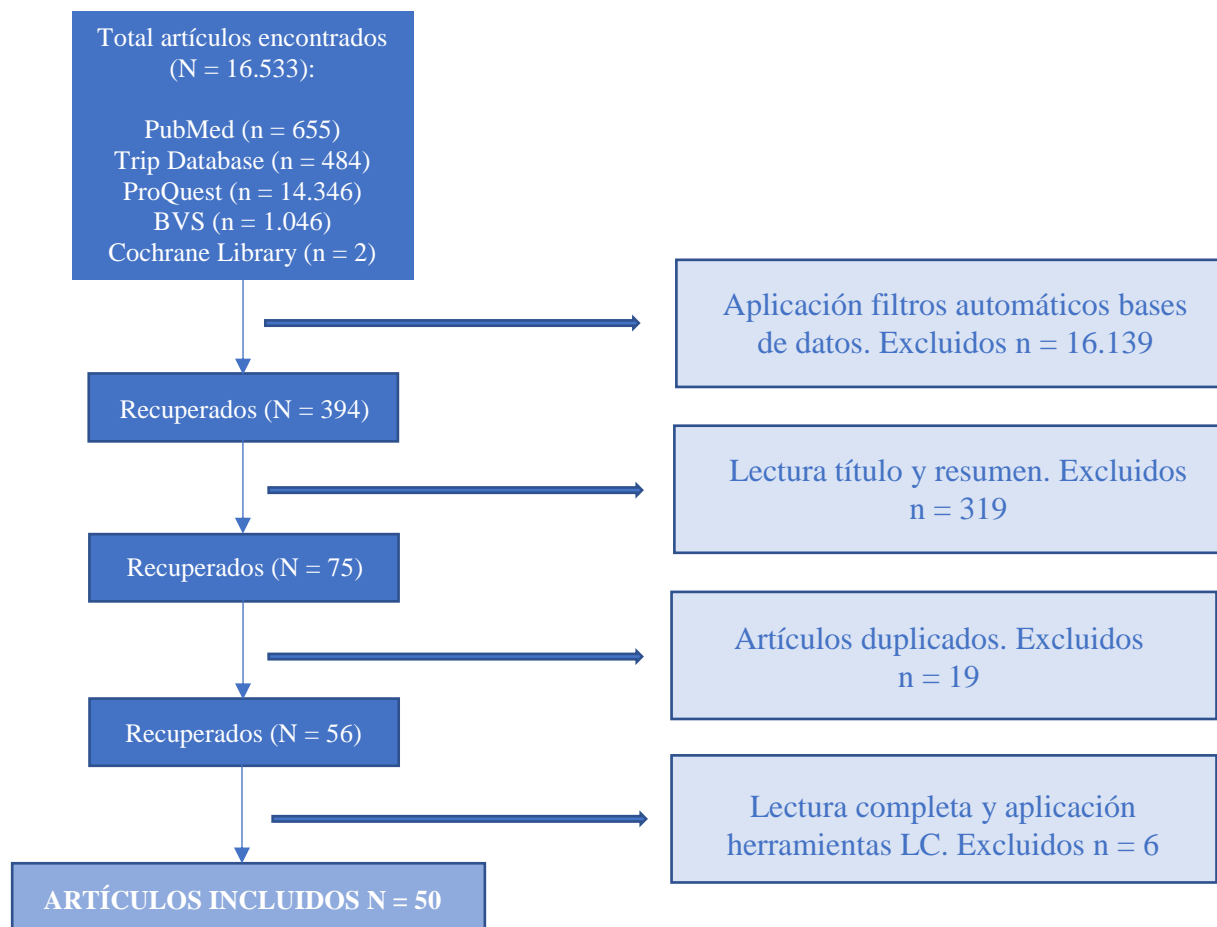 Total artículos encontrados
(N = 16.533):
PubMed (n = 655)
Trip Database (n = 484)
ProQuest (n = 14.346)
BVS (n = 1.046)
Cochrane Library (n = 2)
Aplicación filtros automáticos bases
de datos. Excluidos n = 16.139
Recuperados (N = 394)
Lectura título y resumen. Excluidos
n = 319
Recuperados (N = 75)
Artículos duplicados. Excluidos
n = 19
Recuperados (N = 56)
Lectura completa y aplicación
herramientas LC. Excluidos n = 6
ARTÍCULOS INCLUIDOS N = 50